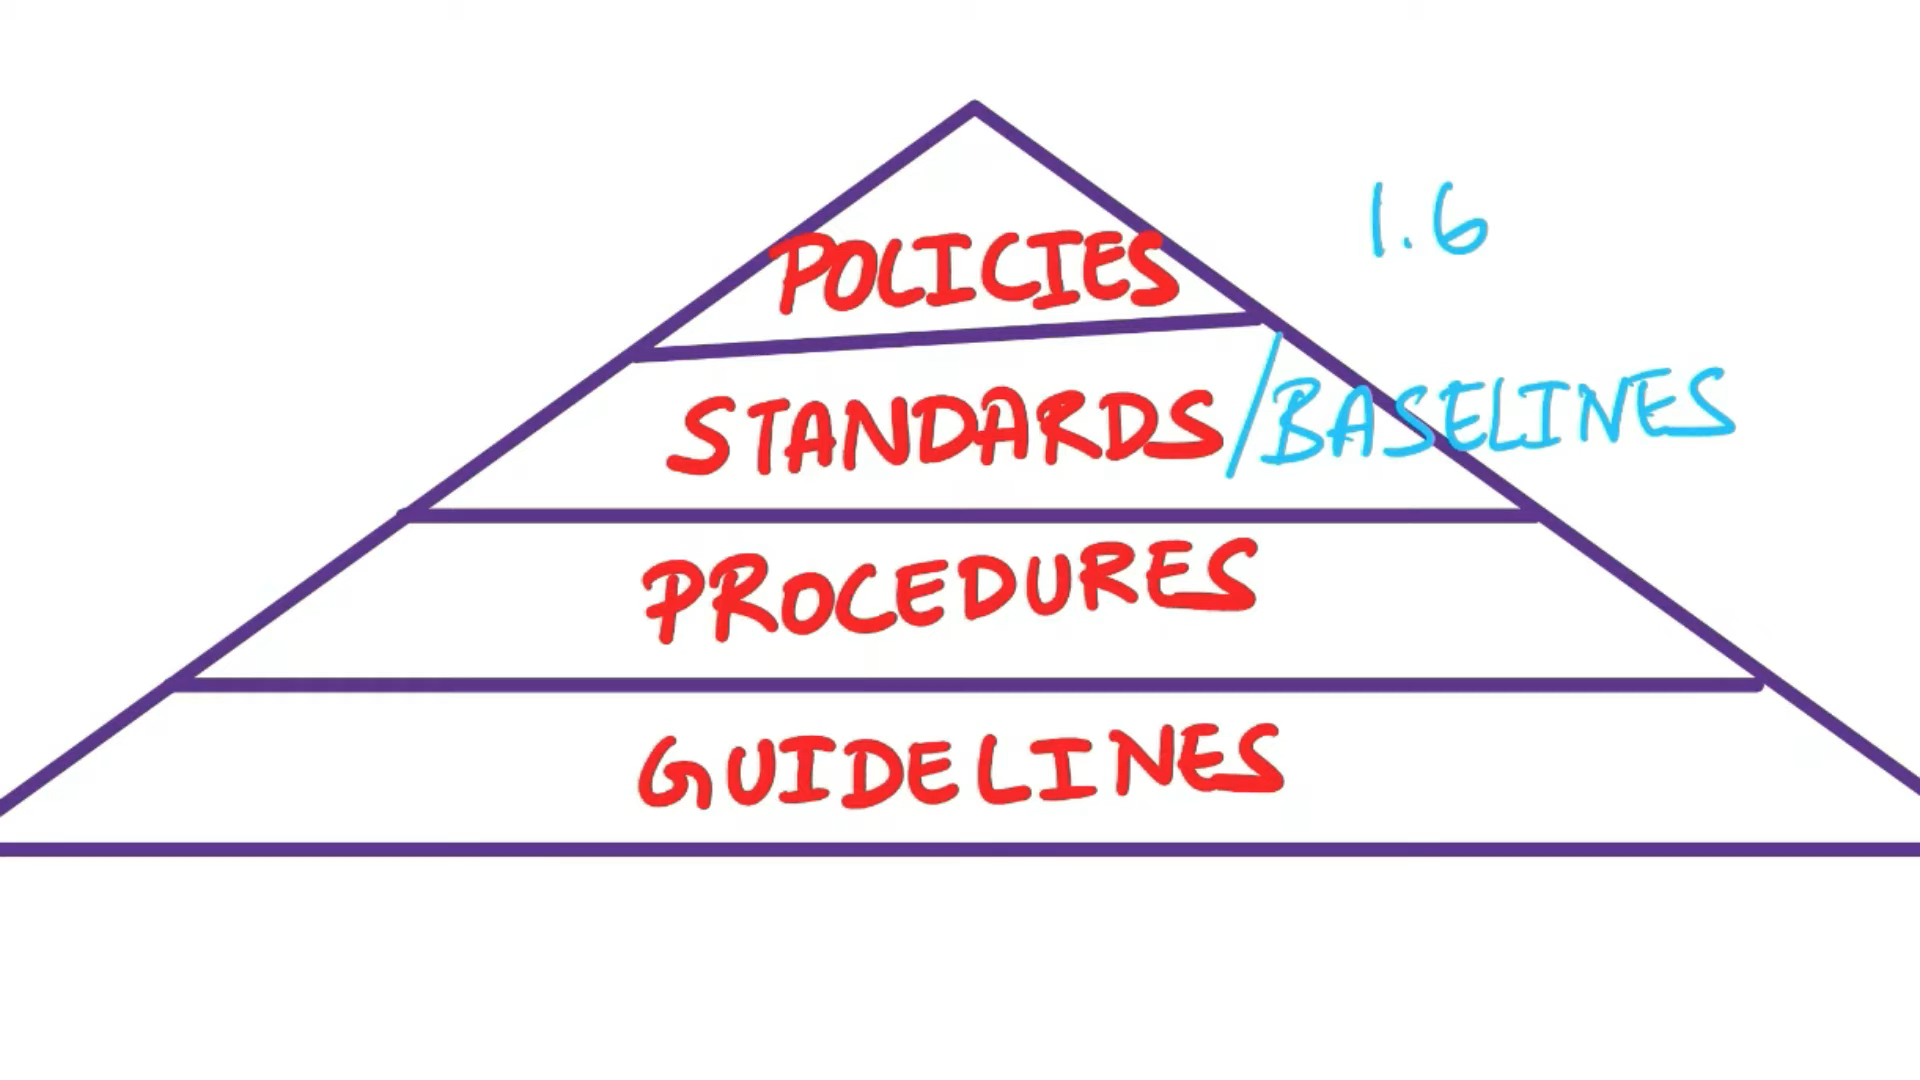 POLICIES
1.6
STANDARDS/BASELINES
PROCEDURES
GUIDELINES